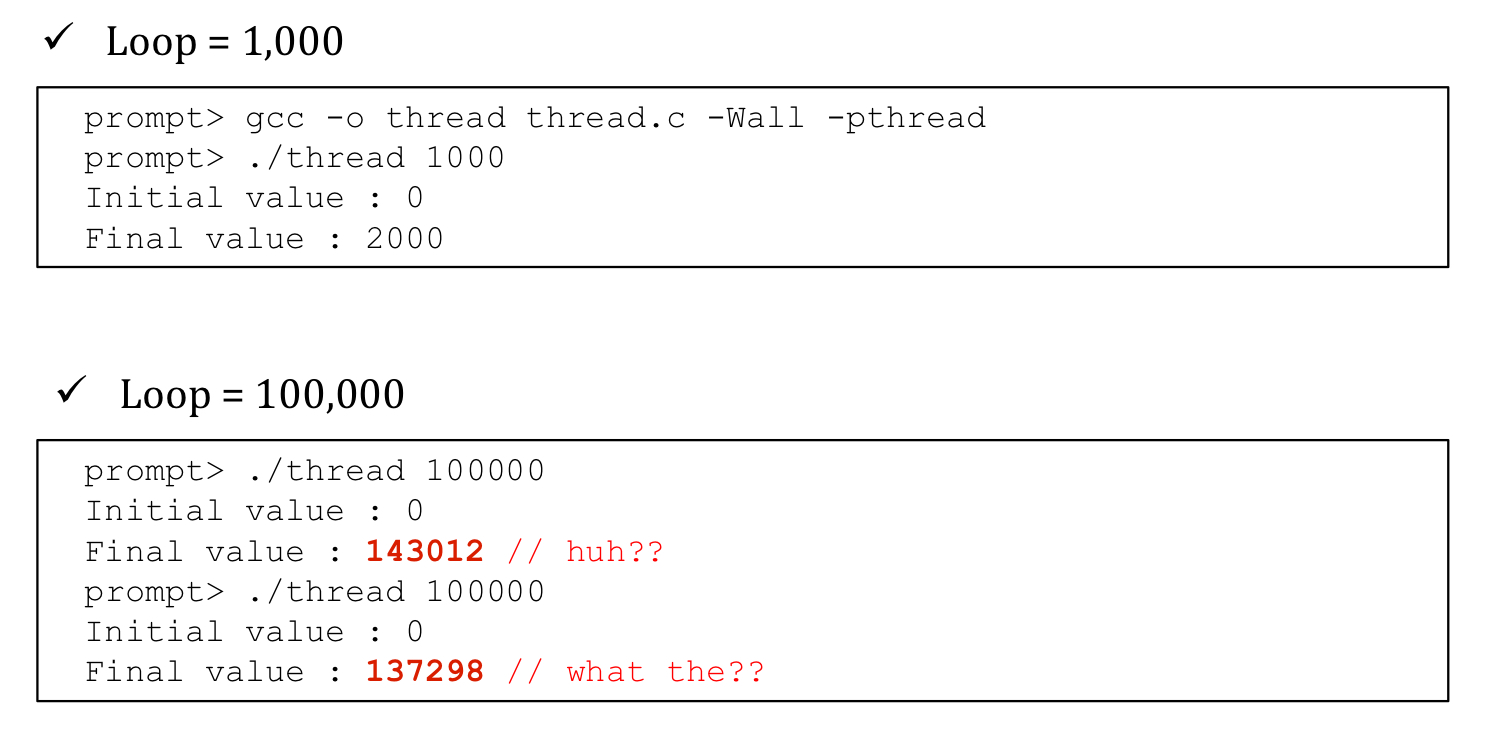 ✓ Loop = 1,000
prompt> gcc -o thread thread.c -Wall -pthread
prompt> ./thread 1000
Initial value : 0
Final value : 2000
✓ Loop = 100,000
prompt> ./thread 100000
Initial value : 0
Final value : 143012 // huh??
prompt> ./thread 100000
Initial value : 0
Final value : 137298 // what the??